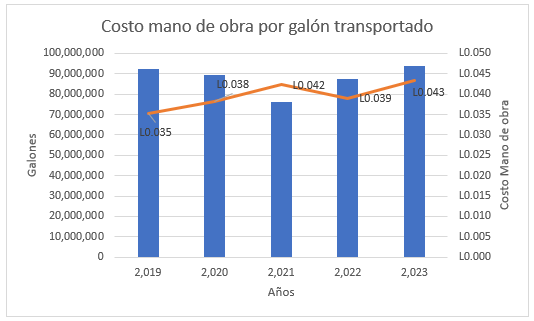 Costo mano de obra por galón transportado
100,000,000
90,000,000
80,000,000
70,000,000
60,000,000
50,000,000
40,000,000
30,000,000
20,000,000
10,000,000
0
Galones
L0.035
L0.038
L0.042
L0.039
L0.043
L0.050
L0.045
L0.040
L0.035
L0.030
L0.025
L0.020
L0.015
L0.010
L0.005
L0.000
Costo Mano de obra
2,019 2,020 2,021 2,022 2,023
Años